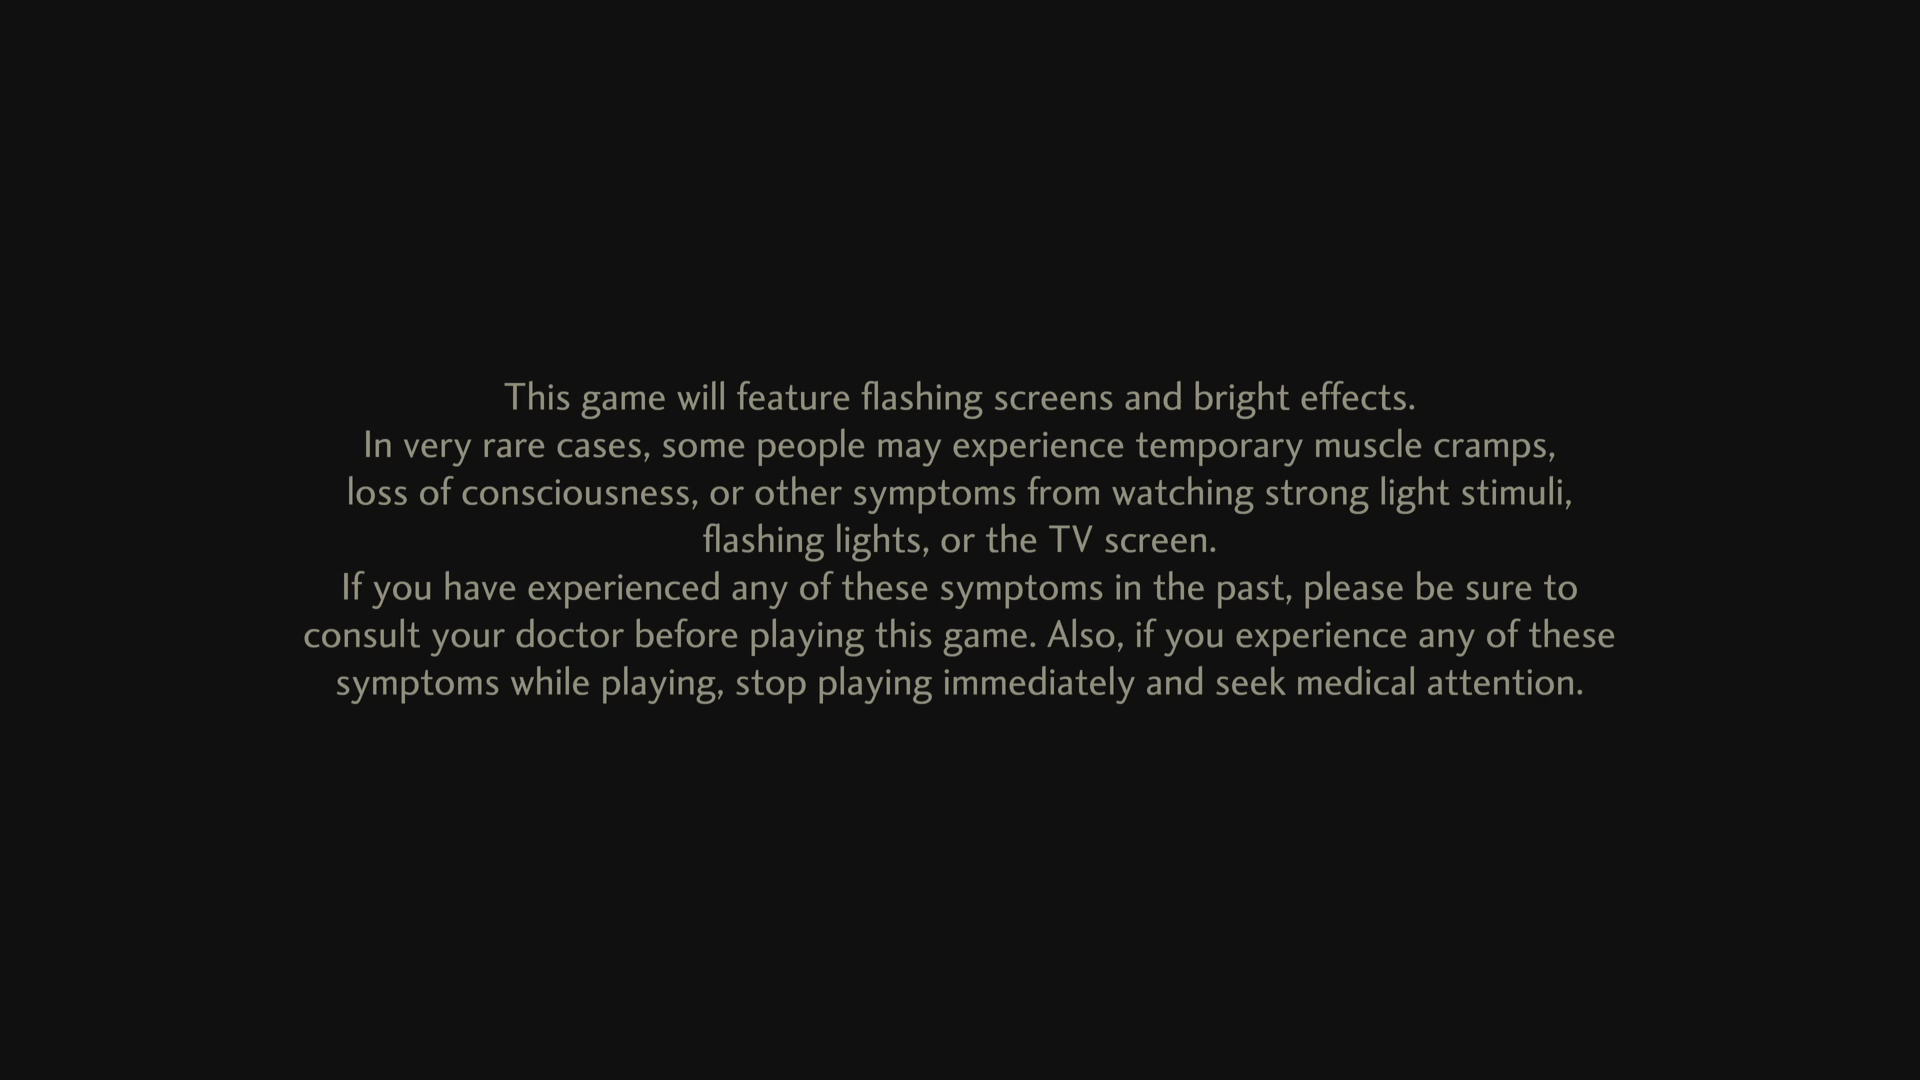 This game will feature flashing screens and bright effects.
In very rare cases, some people may experience temporary muscle cramps,
loss of consciousness, or other symptoms from watching strong light stimuli,
flashing lights, or the TV screen.
If you have experienced any of these symptoms in the past, please be sure to
consult your doctor before playing this game. Also, if you experience any of these
symptoms while playing, stop playing immediately and seek medical attention.